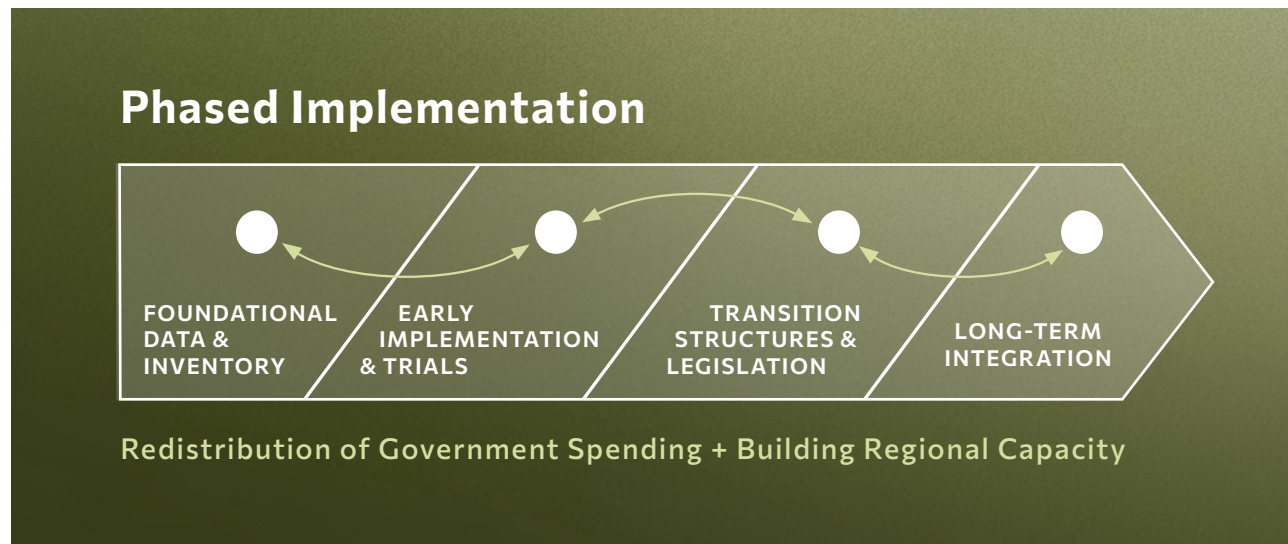 Phased Implementation
FOUNDATIONAL
DATA &
INVENTORY
EARLY
IMPLEMENTATION
& TRIALS
TRANSITION
STRUCTURES &
LEGISLATION
LONG-TERM
INTEGRATION
Redistribution of Government Spending + Building Regional Capacity